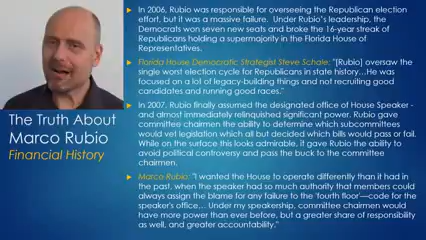 In 2006, Rubio was responsible for overseeing the Republican election
effort, but it was a massive failure.  Under Rubio's leadership, the
Democrats won seven new seats and broke the 16-year streak of
Republicans holding a supermajority in the Florida House of
Representatives.
Florida House Democratic Strategist Steve Schale: "[Rubio] oversaw the
single worst election cycle for Republicans in state history…He was
focused on a lot of legacy-building things and not recruiting good
candidates and running good races."
In 2007, Rubio finally assumed the designated office of House Speaker -
and almost immediately relinquished significant power. Rubio gave
committee chairmen the ability to determine which subcommittees
would vet legislation which all but decided which bills would pass or fail.
While on the surface this looks admirable, it gave Rubio the ability to
avoid political controversy and pass the buck to the committee
chairmen.
Marco Rubio: "I wanted the House to operate differently than it had in
the past, when the speaker had so much authority that members could
always assign the blame for any failure to the 'fourth floor'—code for the
speaker's office… Under my speakership, committee chairmen would
have more power than ever before, but a greater share of responsibility
as well, and greater accountability."
The Truth About
Marco Rubio
Financial History